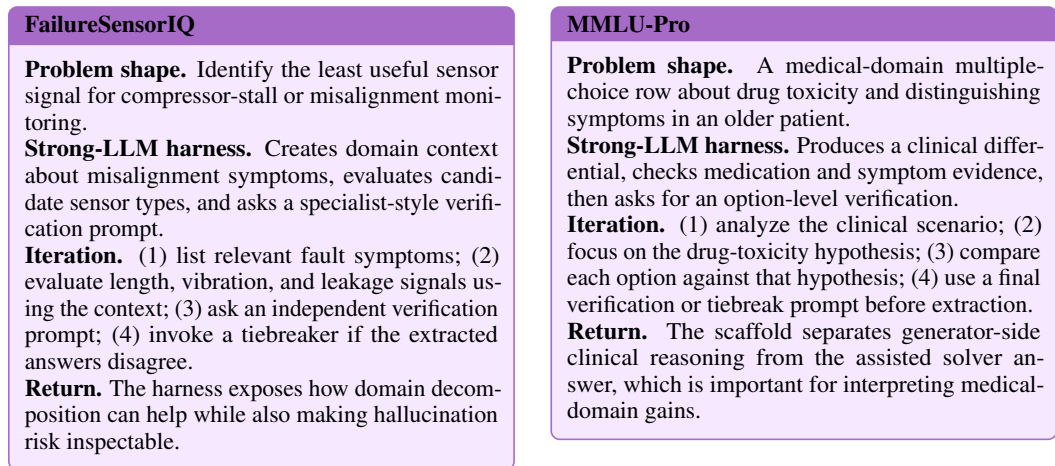 FailureSensorIQ
Problem shape. Identify the least useful sensor
signal for compressor-stall or misalignment moni-
toring.
Strong-LLM harness. Creates domain context
about misalignment symptoms, evaluates candi-
date sensor types, and asks a specialist-style verifi-
cation prompt.
Iteration. (1) list relevant fault symptoms; (2)
evaluate length, vibration, and leakage signals us-
ing the context; (3) ask an independent verification
prompt; (4) invoke a tiebreaker if the extracted
answers disagree.
Return. The harness exposes how domain decom-
position can help while also making hallucination
risk inspectable.
MMLU-Pro
Problem shape. A medical-domain multiple-
choice row about drug toxicity and distinguishing
symptoms in an older patient.
Strong-LLM harness. Produces a clinical differ-
ential, checks medication and symptom evidence,
then asks for an option-level verification.
Iteration. (1) analyze the clinical scenario; (2)
focus on the drug-toxicity hypothesis; (3) compare
each option against that hypothesis; (4) use a final
verification or tiebreak prompt before extraction.
Return. The scaffold separates generator-side
clinical reasoning from the assisted solver an-
swer, which is important for interpreting medical-
domain gains.